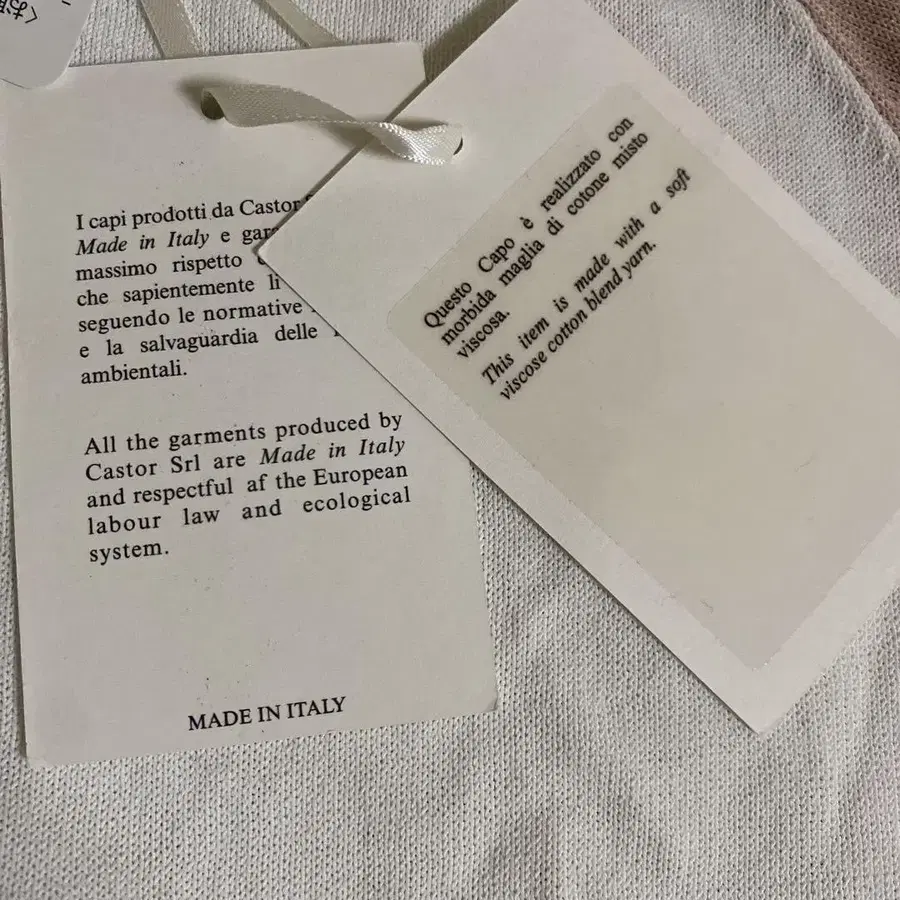 I capi prodotti da Castor
Made in Italy e
massimo rispetto
che sapientemente li
seguendo le normative
e la salvaguardia delle
ambientali.
All the garments produced by
Castor Srl are Made in Italy
and respectful af the European
labour law and ecological
system.
MADE IN ITALY
Questo Capo è realizzato con
morbida maglia di cotone misto
viscosa.
This item is made with a soft
viscose cotton blend yarn.